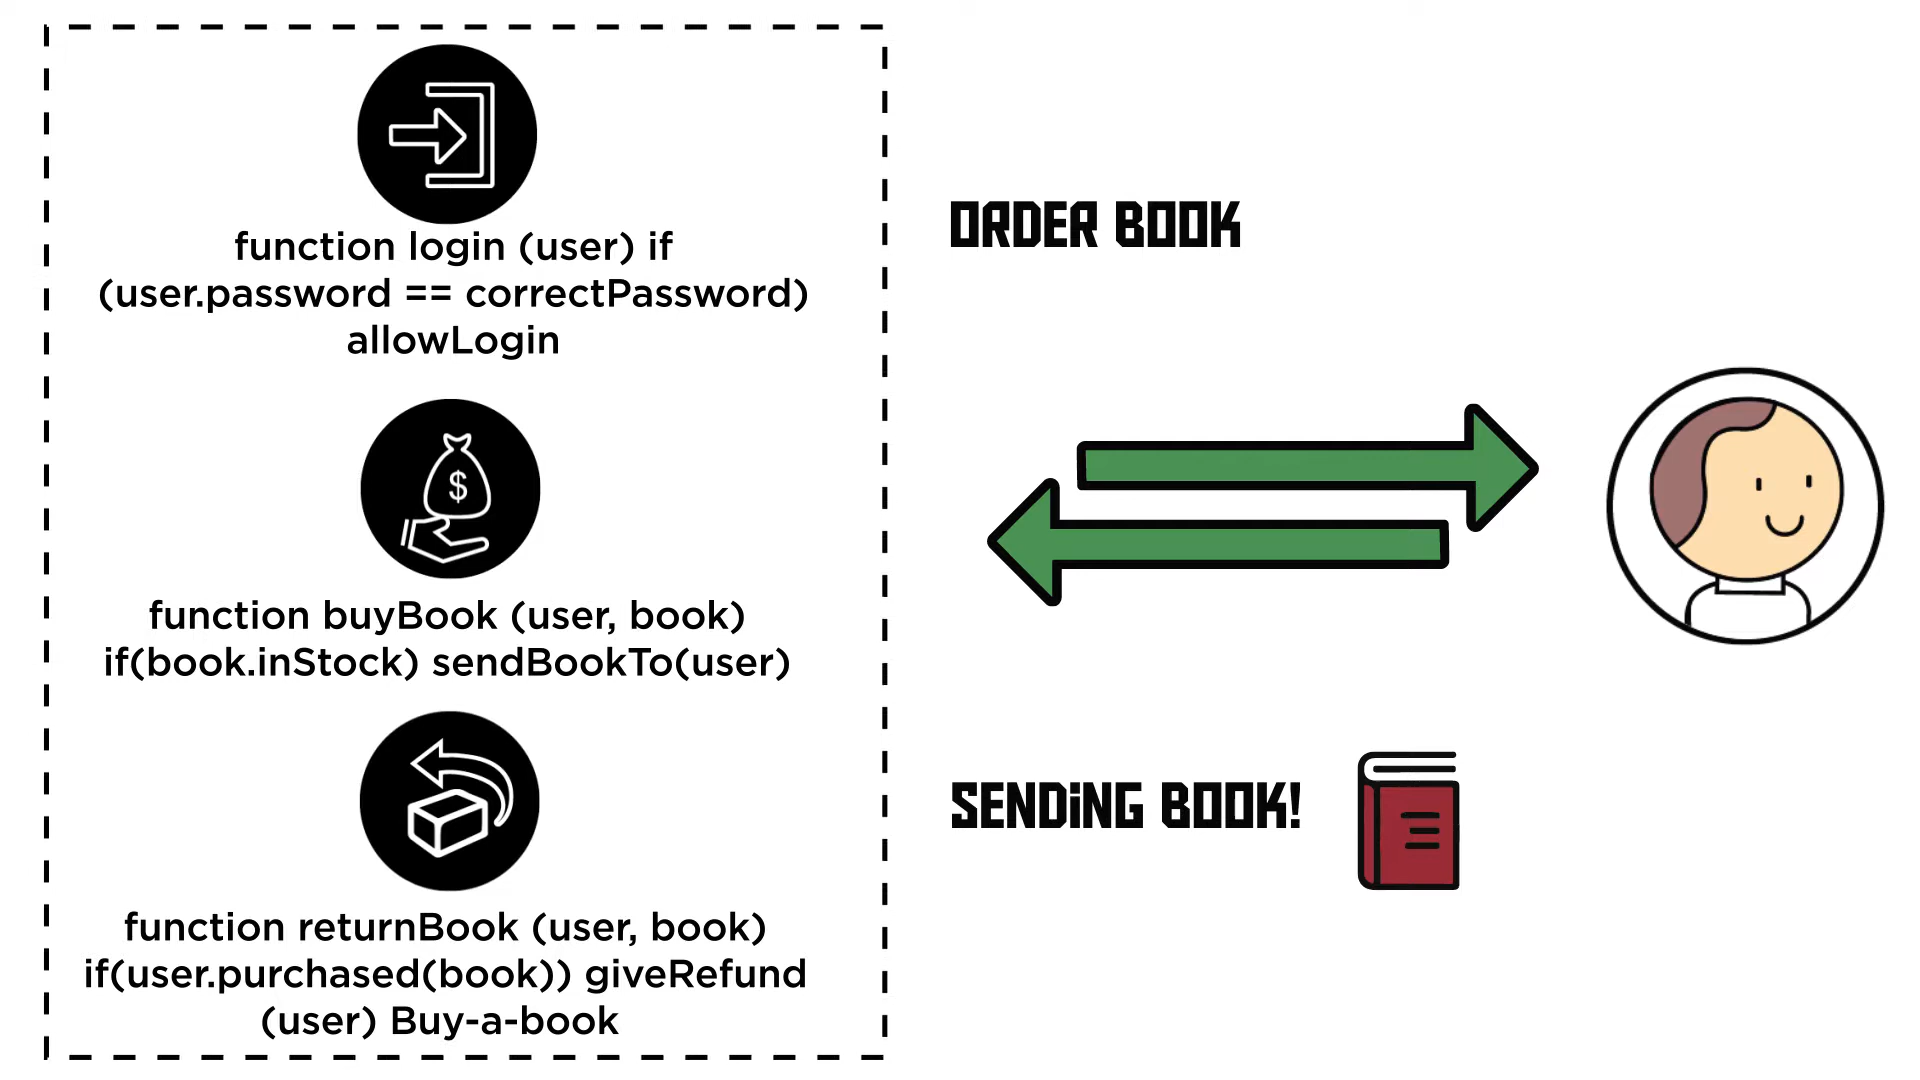 function login (user) if
(user.password == correctPassword)
allowLogin
$
function buyBook (user, book)
if(book.inStock) sendBookTo(user)
function returnBook (user, book)
if(user.purchased(book)) giveRefund
(user) Buy-a-book
ORDER BOOK
SENDiNG BOOK!